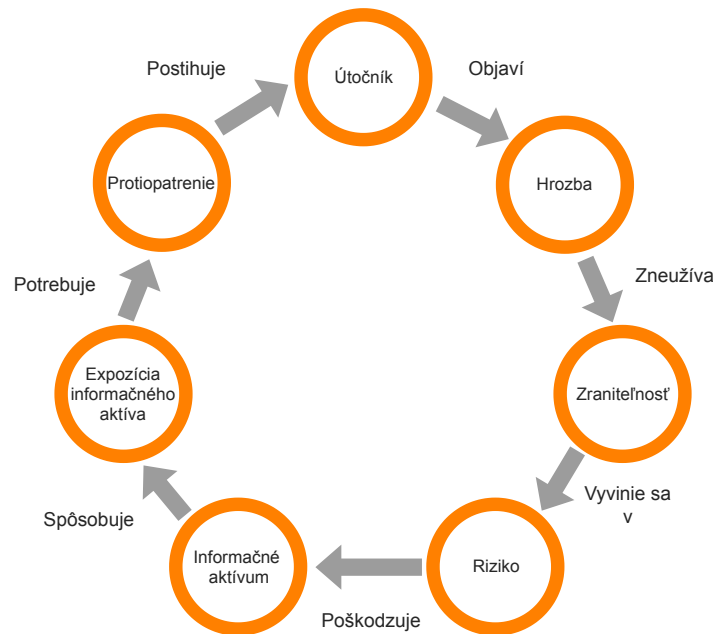 Útočník
Objaví
Hrozba
Zneužíva
Zraniteľnosť
Vyvinie sa
v
Riziko
Poškodzuje
Informačné
aktívum
Spôsobuje
Expozícia
informačného
aktíva
Potrebuje
Protiopatrenie
Postihuje